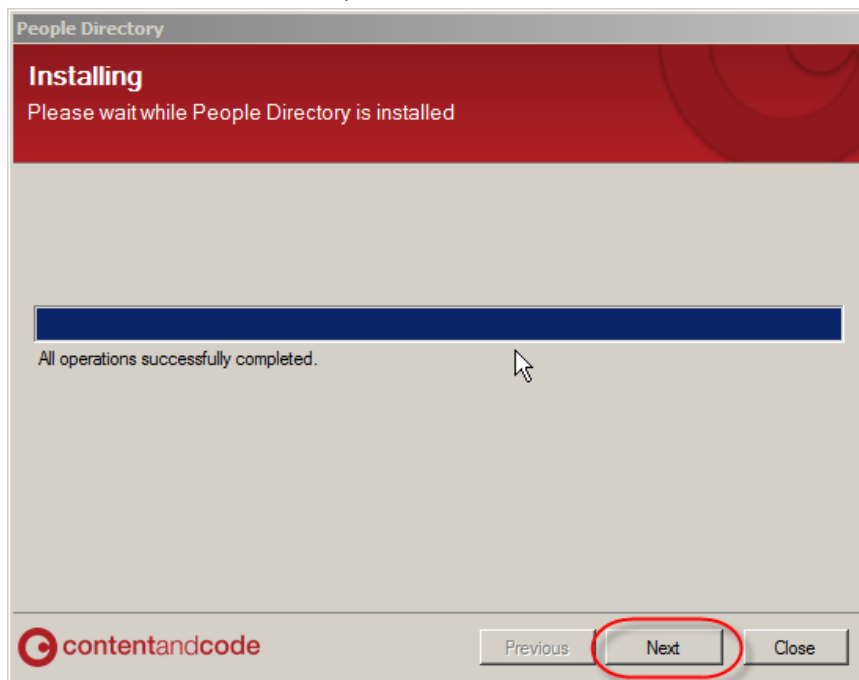 People Directory
Installing
Please wait while People Directory is installed
All operations successfully completed.
contentandcode
Previous
Next
Close